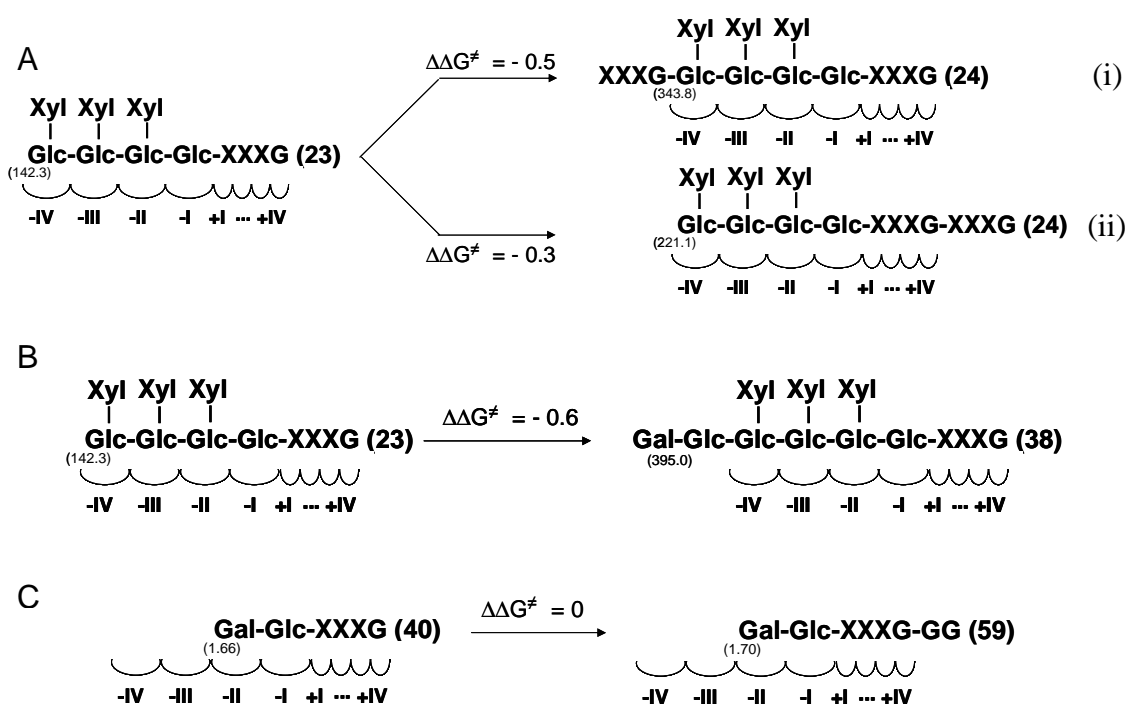 A
Xyl Xyl Xyl
Glc-Glc-Glc-Glc-XXXG (23)
(142.3)
-IV -III -II -I +I ... +IV
ΔΔG≠ = - 0.5
Xyl Xyl Xyl
XXXG-Glc-Glc-Glc-Glc-XXXG (24) (i)
(343.8)
-IV -III -II -I +I ... +IV
ΔΔG≠ = - 0.3
Xyl Xyl Xyl
Glc-Glc-Glc-Glc-XXXG-XXXG (24) (ii)
(221.1)
-IV -III -II -I +I ... +IV
B
Xyl Xyl Xyl
Glc-Glc-Glc-Glc-XXXG (23)
(142.3)
-IV -III -II -I +I ... +IV
ΔΔG≠ = - 0.6
Xyl Xyl Xyl
Gal-Glc-Glc-Glc-Glc-Glc-XXXG (38)
(395.0)
-IV -III -II -I +I ... +IV
C
Gal-Glc-XXXG (40)
(1.66)
-IV -III -II -I +I ... +IV
ΔΔG≠ = 0
Gal-Glc-XXXG-GG (59)
(1.70)
-IV -III -II -I +I ... +IV